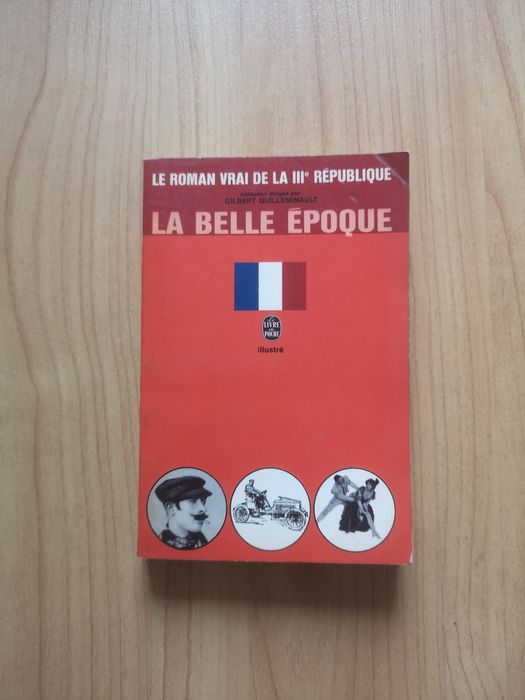 LE ROMAN VRAI DE LA IIIe RÉPUBLIQUE
collection dirigée par
GILBERT GUILLEMINAULT
LA BELLE ÉPOQUE
Le
LIVRE
de
POCHE
illustré